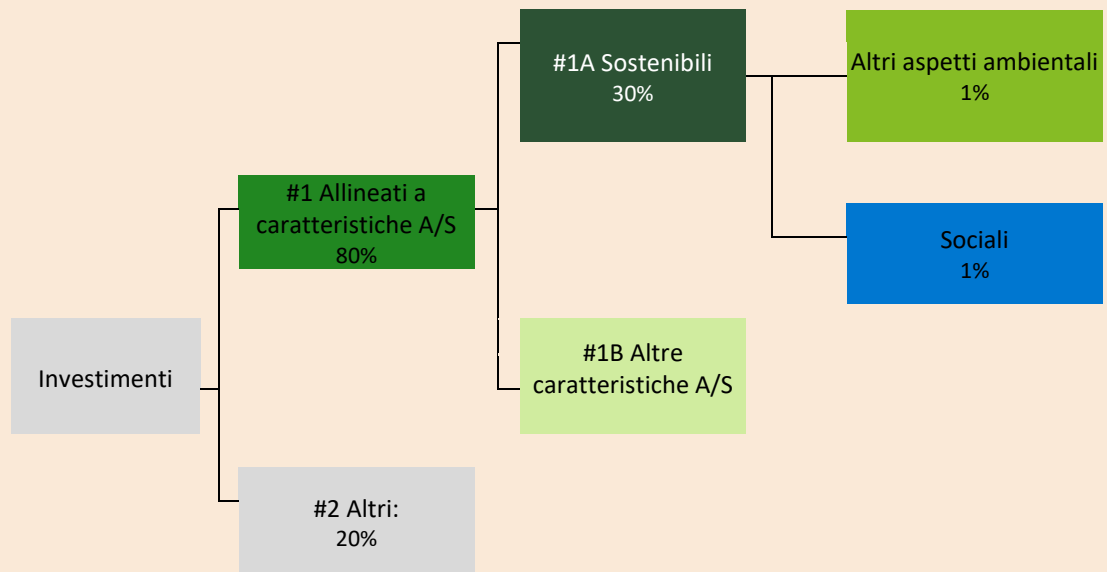 #1A Sostenibili
30%
Altri aspetti ambientali
1%
#1 Allineati a
caratteristiche A/S
80%
Sociali
1%
Investimenti
#1B Altre
caratteristiche A/S
#2 Altri:
20%